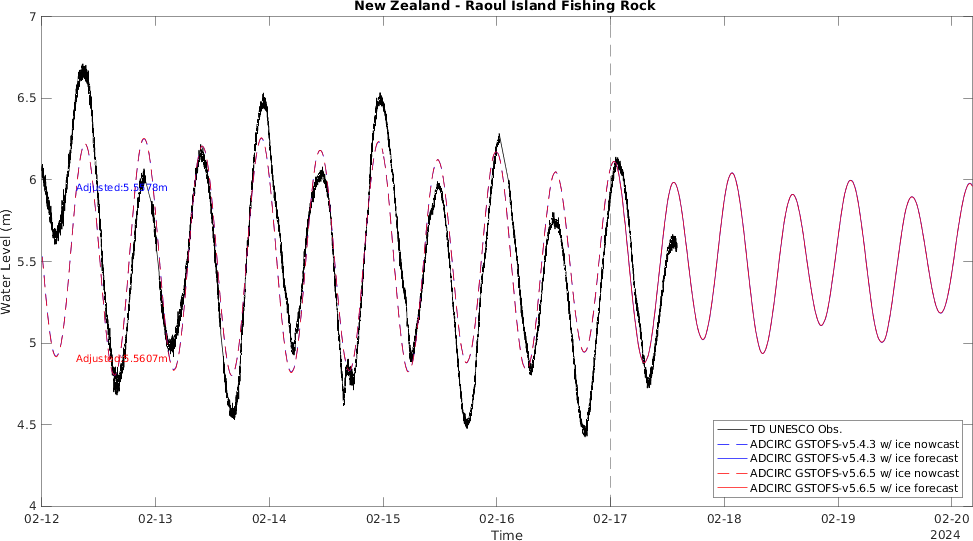 New Zealand - Raoul Island Fishing Rock
7
6.5
6
5.5
5
4.5
4
Water Level (m)
Adjusted:5.5578m
Adjusted:5.5607m
TD UNESCO Obs.
ADCIRC GSTOFS-v5.4.3 w/ ice nowcast
ADCIRC GSTOFS-v5.4.3 w/ ice forecast
ADCIRC GSTOFS-v5.6.5 w/ ice nowcast
ADCIRC GSTOFS-v5.6.5 w/ ice forecast
02-12 02-13 02-14 02-15 02-16 02-17 02-18 02-19 02-20
Time
2024